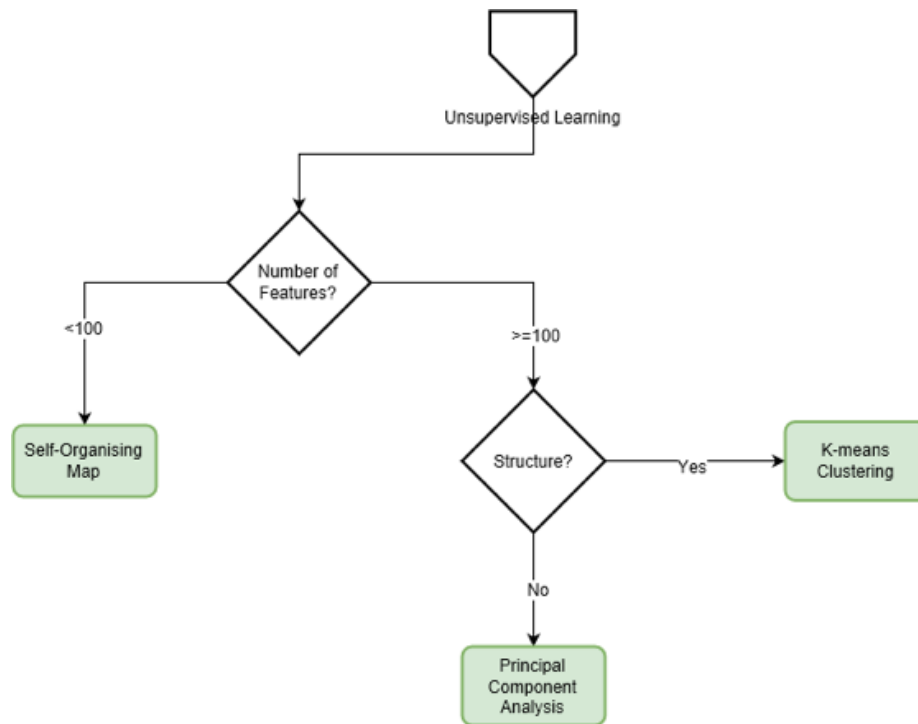 Unsupervised Learning
Number of
Features?
<100
>=100
Self-Organising
Map
Structure?
Yes
K-means
Clustering
No
Principal
Component
Analysis